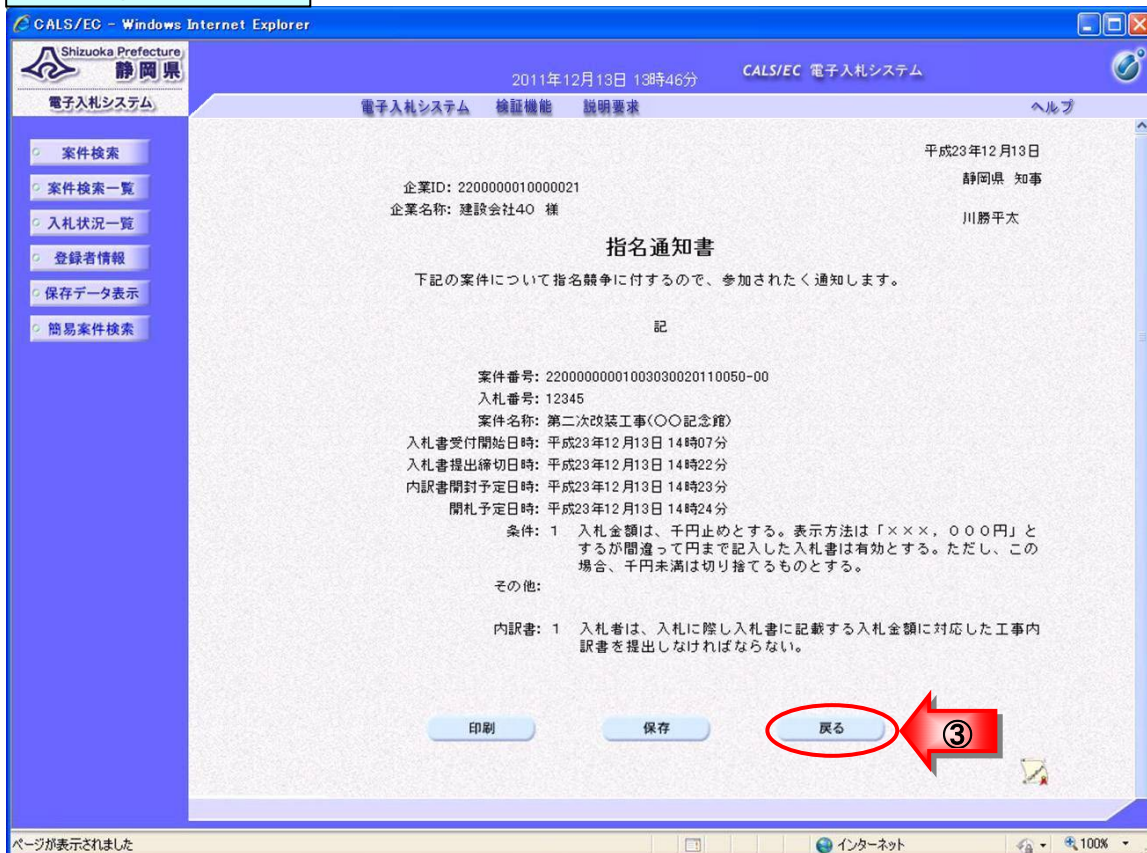 CALS/EC - Windows Internet Explorer
Shizuoka Prefecture
静岡県
電子入札システム
2011年12月13日 13時46分
CALS/EC 電子入札システム
電子入札システム 検証機能 説明要求 ヘルプ
案件検索
案件検索一覧
入札状況一覧
登録者情報
保存データ表示
簡易案件検索
平成23年12月13日
静岡県 知事
企業ID: 2200000010000021
企業名称: 建設会社40 様
川勝平太
指名通知書
下記の案件について指名競争に付するので、参加されたく通知します。
記
案件番号: 22000000001003030020110050-00
入札番号: 12345
案件名称: 第二次改装工事(〇〇記念館)
入札書受付開始日時: 平成23年12月13日 14時07分
入札書提出締切日時: 平成23年12月13日 14時22分
内訳書開封予定日時: 平成23年12月13日 14時23分
開札予定日時: 平成23年12月13日 14時24分
条件: 1 入札金額は、千円止めとする。表示方法は「×××，０００円」と
するが間違って円まで記入した入札書は有効とする。ただし、この
場合、千円未満は切り捨てるものとする。
その他:
内訳書: 1 入札者は、入札に際し入札書に記載する入札金額に対応した工事内
訳書を提出しなければならない。
印刷 保存 戻る ③
ページが表示されました インターネット 100%